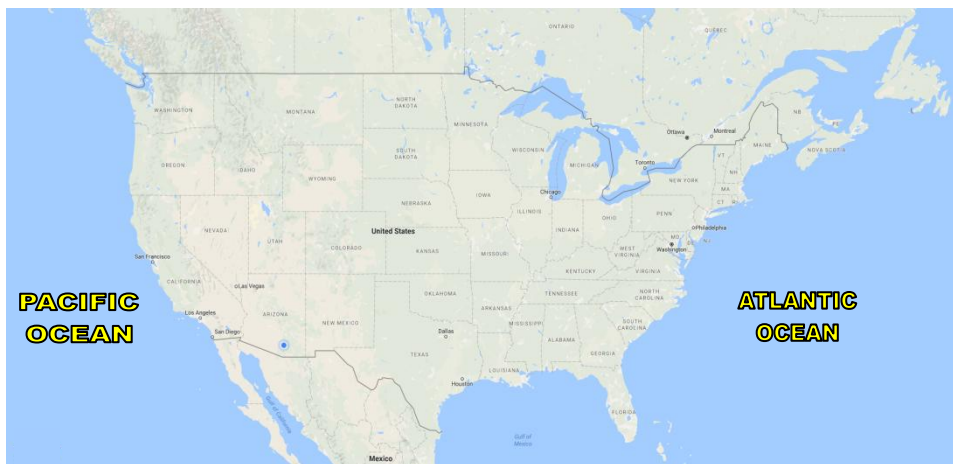 ONTARIO
QUEBEC
WASHINGTON
MONTANA
NORTH
DAKOTA
MINNESOTA
Ottawa
Montreal
NB
PE
NOVA SCOTIA
MAINE
OREGON
IDAHO
WYOMING
SOUTH
DAKOTA
WISCONSIN
MICHIGAN
Toronto
VT
NH
NEW YORK
MA
CT
RI
Chicago
IOWA
NEBRASKA
ILLINOIS
INDIANA
OHIO
PENN
Philadelphia
NEVADA
UTAH
COLORADO
United States
KANSAS
MISSOURI
WEST
VIRGINIA
MD
DE
NJ
Washington
VIRGINIA
KENTUCKY
San Francisco
CALIFORNIA
Las Vegas
OKLAHOMA
ARKANSAS
TENNESSEE
NORTH
CAROLINA
PACIFIC
OCEAN
ATLANTIC
OCEAN
Los Angeles
San Diego
ARIZONA
NEW MEXICO
Dallas
TEXAS
MISSISSIPPI
ALABAMA
SOUTH
CAROLINA
GEORGIA
LOUISIANA
Houston
FLORIDA
Gulf of California
Gulf of
Mexico
Mexico